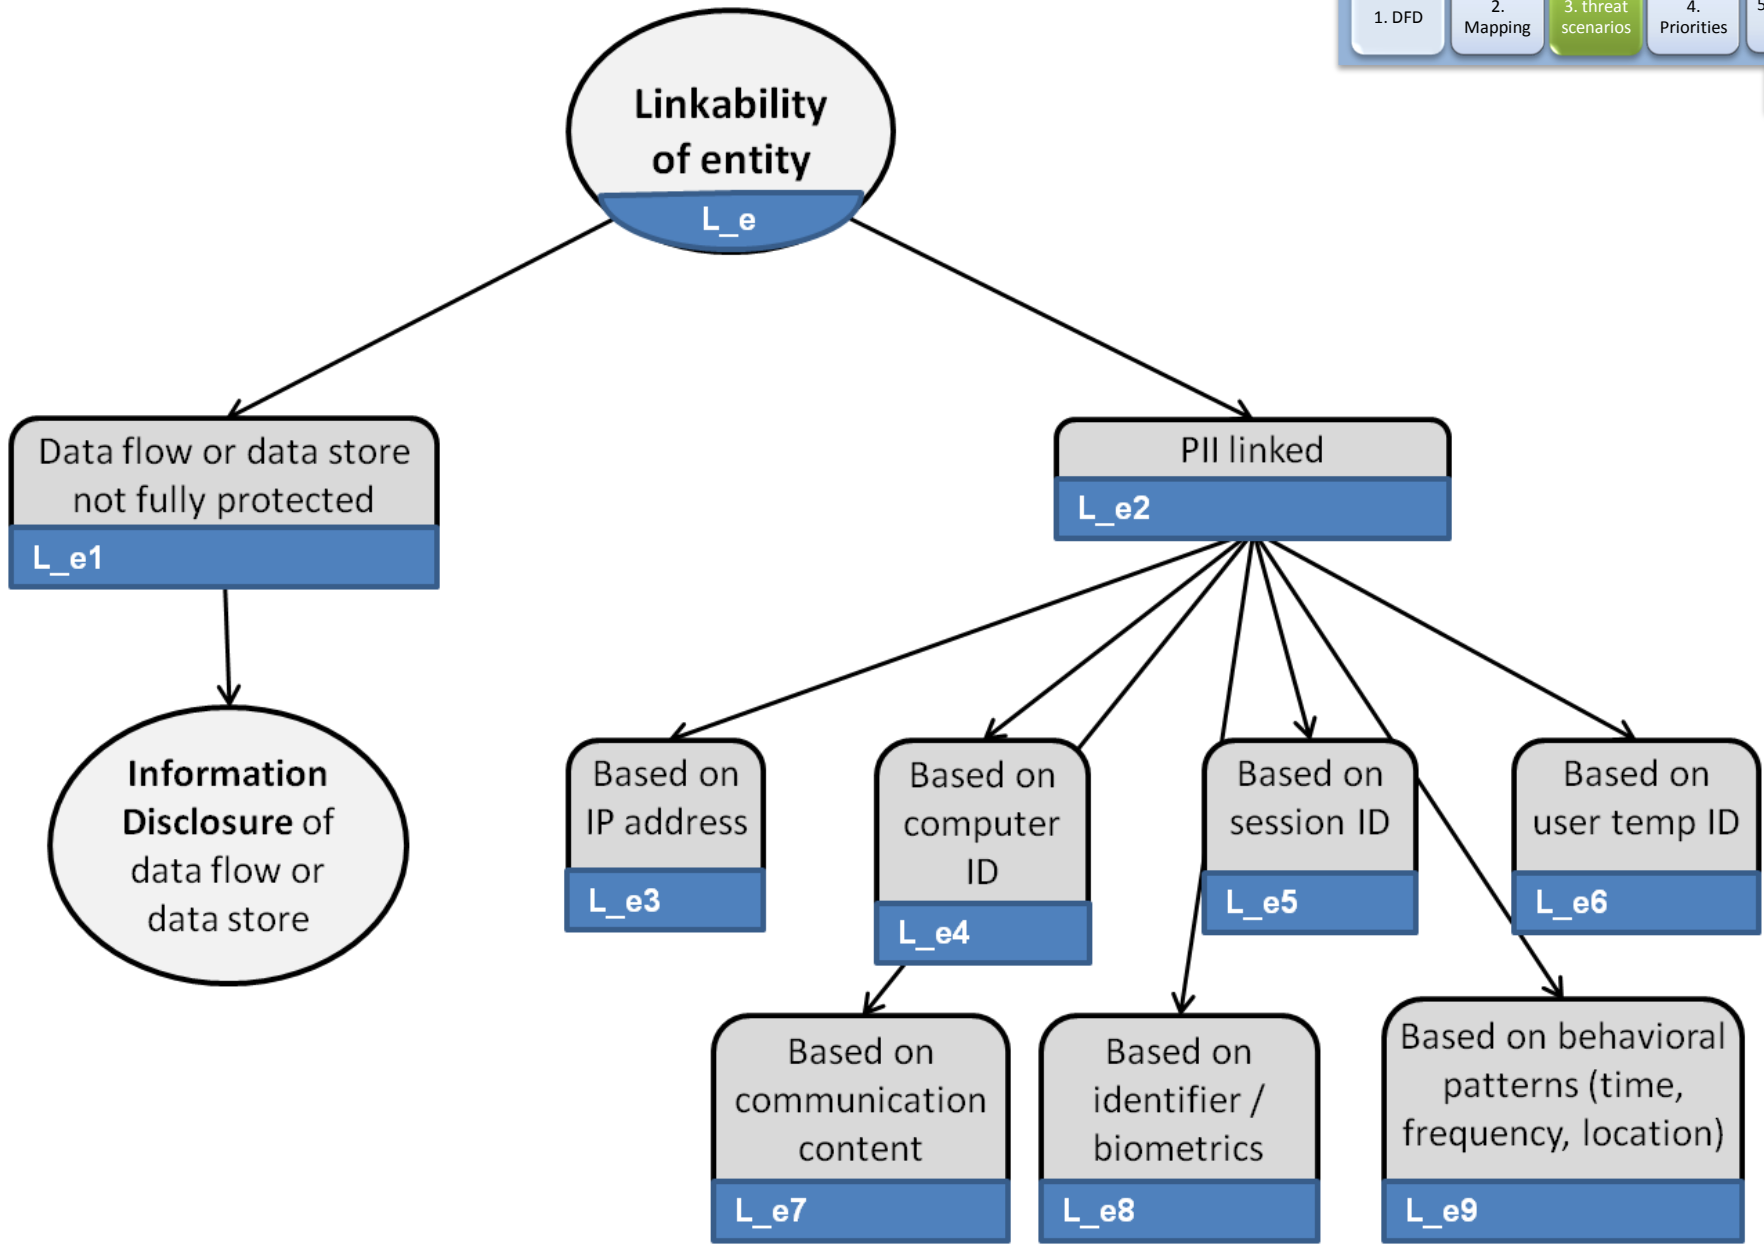 1. DFD
2.
Mapping
3. threat
scenarios
4.
Priorities
5
Linkability
of entity
L_e
Data flow or data store
not fully protected
L_e1
PII linked
L_e2
Information
Disclosure of
data flow or
data store
Based on
IP address
L_e3
Based on
computer
ID
L_e4
Based on
session ID
L_e5
Based on
user temp ID
L_e6
Based on
communication
content
L_e7
Based on
identifier /
biometrics
L_e8
Based on behavioral
patterns (time,
frequency, location)
L_e9